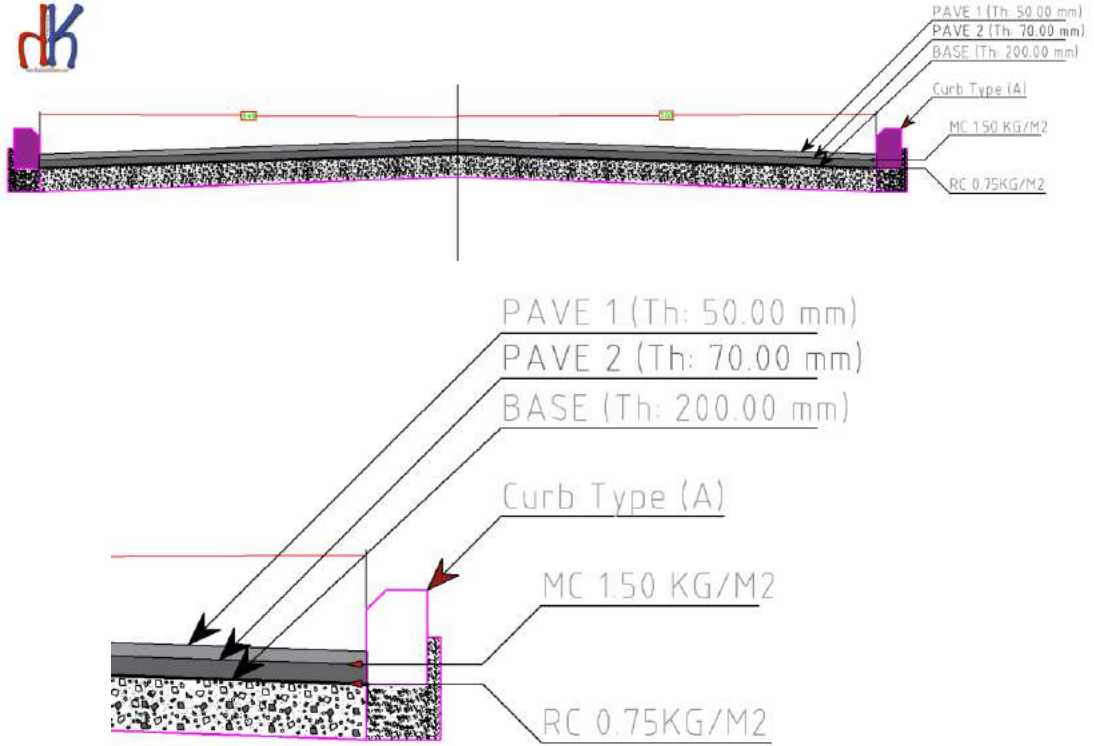 PAVE 1 (Th: 50.00 mm)
PAVE 2 (Th: 70.00 mm)
BASE (Th: 200.00 mm)
Curb Type (A)
MC 1.50 KG/M2
RC 0.75KG/M2
PAVE 1 (Th: 50.00 mm)
PAVE 2 (Th: 70.00 mm)
BASE (Th: 200.00 mm)
Curb Type (A)
MC 1.50 KG/M2
RC 0.75KG/M2